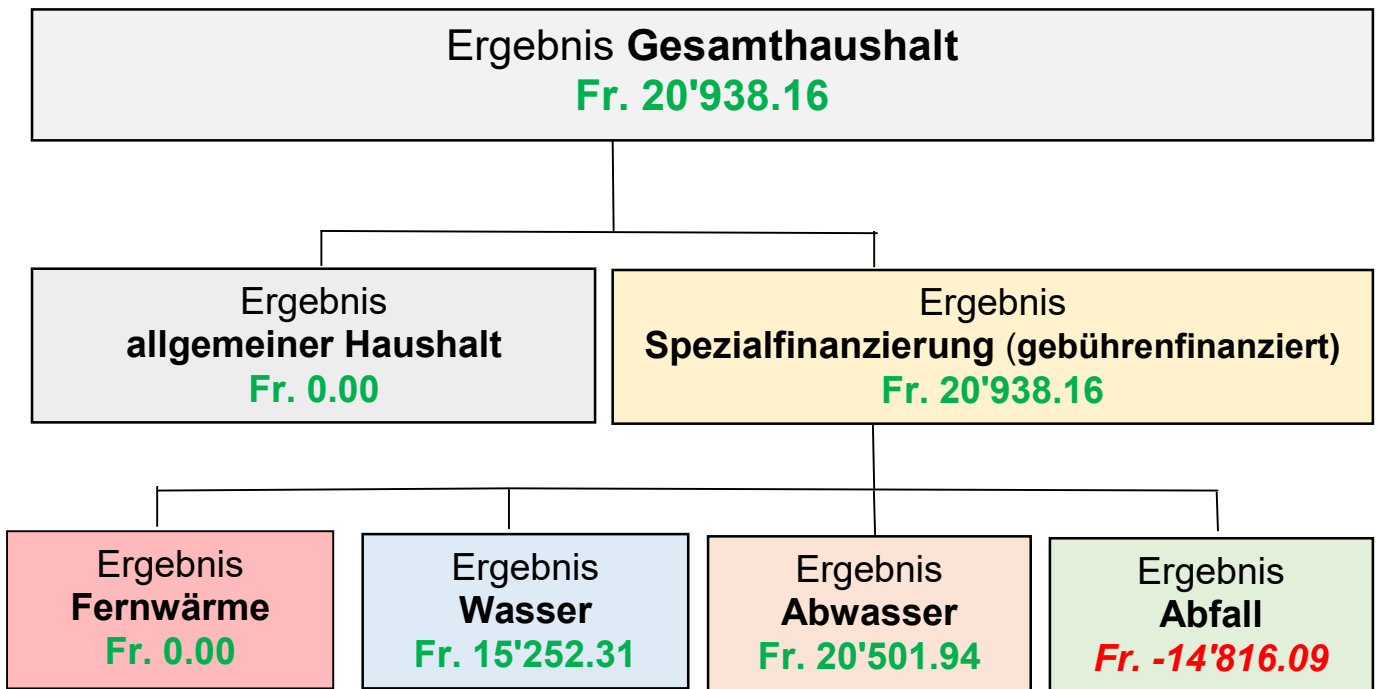 Ergebnis Gesamthaushalt
Fr. 20'938.16
Ergebnis
allgemeiner Haushalt
Fr. 0.00
Ergebnis
Spezialfinanzierung (gebührenfinanziert)
Fr. 20'938.16
Ergebnis
Fernwärme
Fr. 0.00
Ergebnis
Wasser
Fr. 15'252.31
Ergebnis
Abwasser
Fr. 20'501.94
Ergebnis
Abfall
Fr. -14'816.09